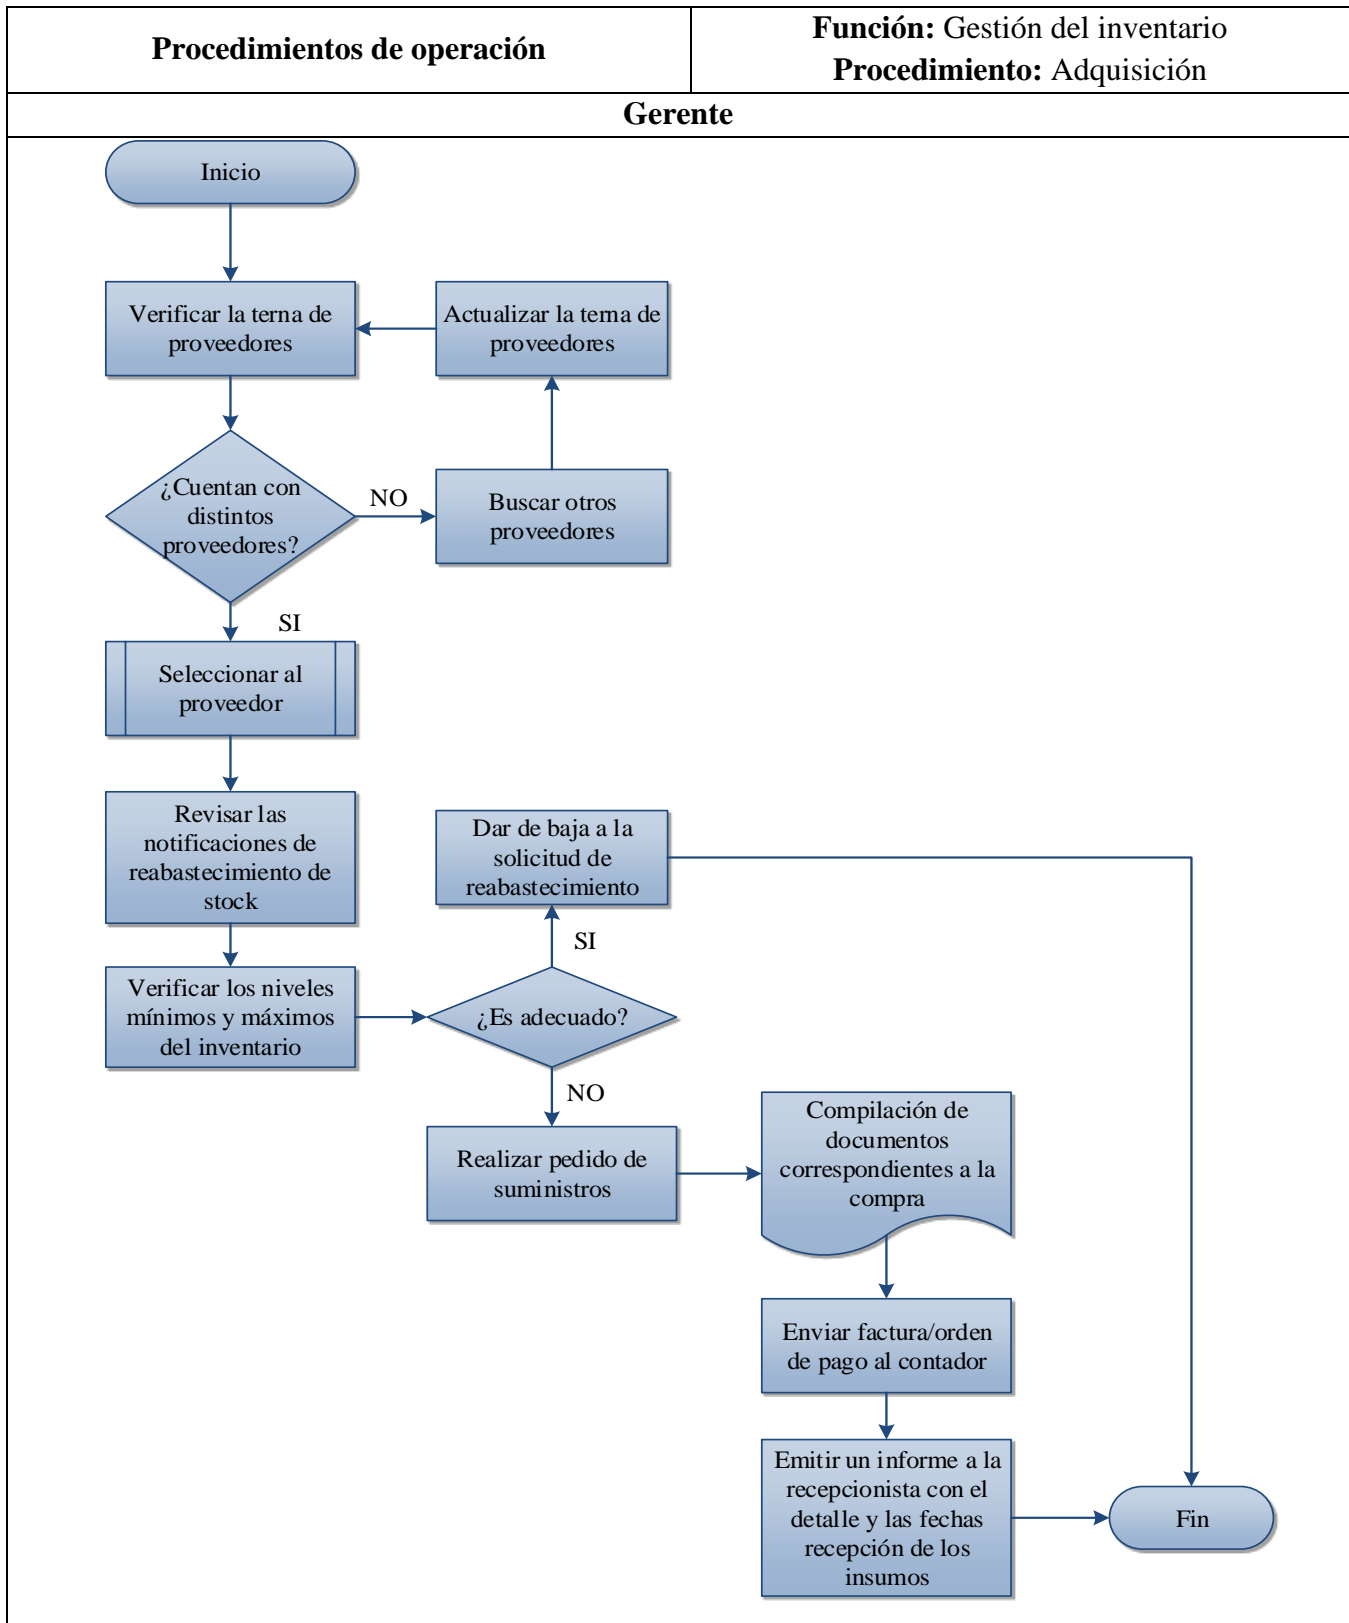 Procedimientos de operación
Función: Gestión del inventario
Procedimiento: Adquisición
Gerente
Inicio
Verificar la terna de
proveedores
Actualizar la terna de
proveedores
¿Cuentan con
distintos
proveedores?
NO
Buscar otros
proveedores
SI
Seleccionar al
proveedor
Revisar las
notificaciones de
reabastecimiento de
stock
Dar de baja a la
solicitud de
reabastecimiento
SI
Verificar los niveles
mínimos y máximos
del inventario
¿Es adecuado?
NO
Realizar pedido de
suministros
Compilación de
documentos
correspondientes a la
compra
Enviar factura/orden
de pago al contador
Emitir un informe a la
recepcionista con el
detalle y las fechas
recepción de los
insumos
Fin